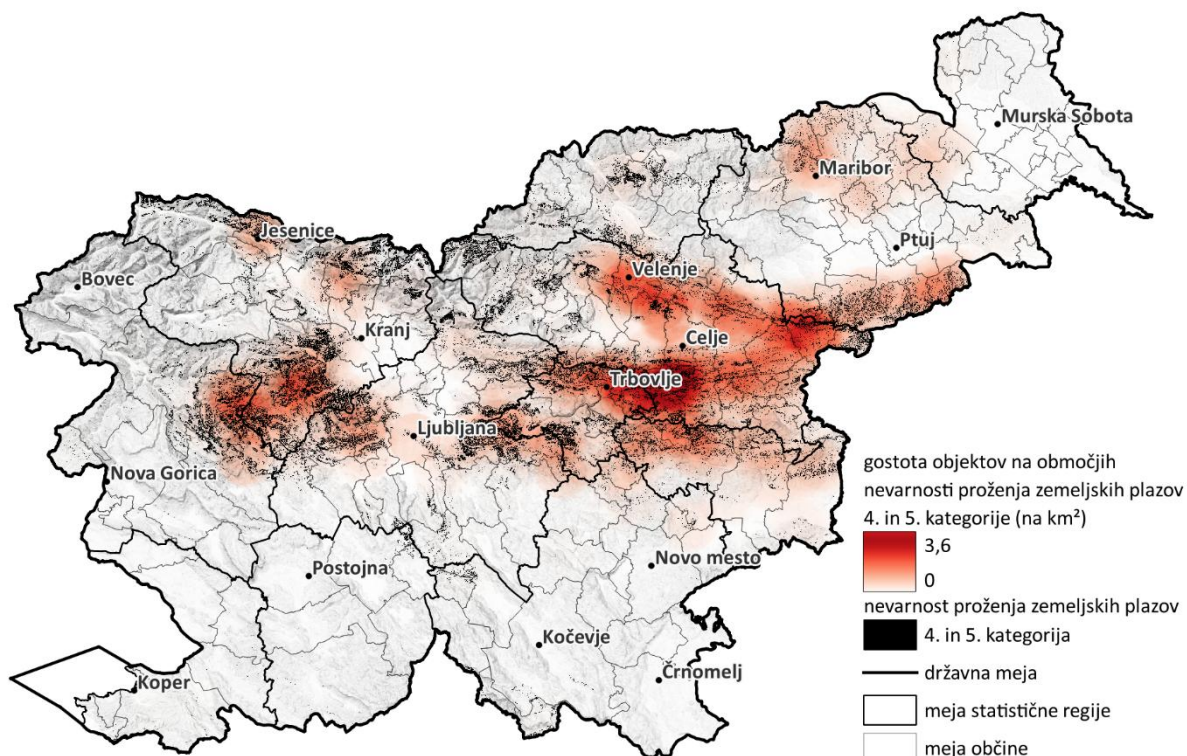 Murska Sobota
Maribor
Jesenice
Ptuj
Velenje
Bovec
Kranj
Celje
Trbovlje
Ljubljana
Nova Gorica
Novo mesto
Postojna
Kočevje
Črnomelj
Koper
gostota objektov na območjih
nevarnosti proženja zemeljskih plazov
4. in 5. kategorije (na km²)
3,6
0
nevarnost proženja zemeljskih plazov
4. in 5. kategorija
državna meja
meja statistične regije
meja občine